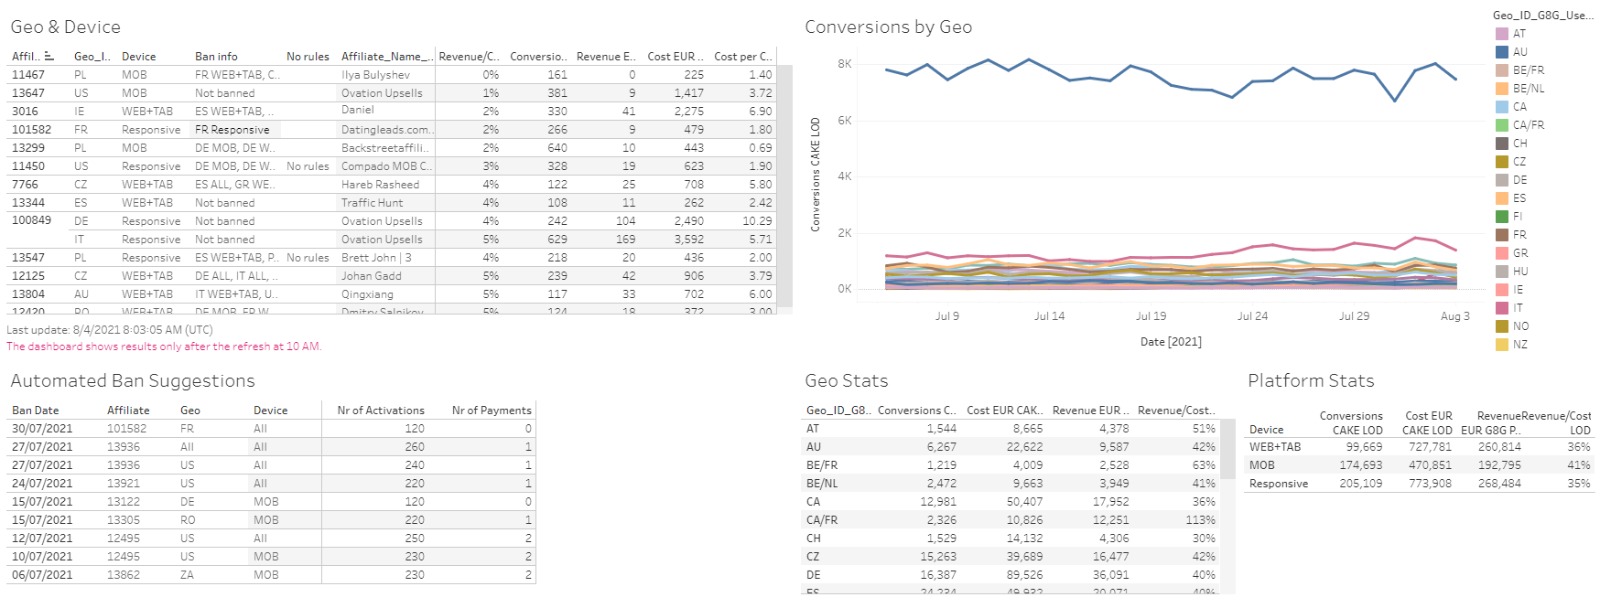 Geo & Device
Affil.. Geo_I.. Device Ban info No rules Affiliate_Name_.. Revenue/C.. Conversio.. Revenue E.. Cost EUR .. Cost per C..
11467 PL MOB FR WEB+TAB, C.. Ilya Bulyshev 0% 161 0 225 1.40
13647 US MOB Not banned Ovation Upsells 1% 381 9 1,417 3.72
3016 IE WEB+TAB ES WEB+TAB, .. Daniel 2% 330 41 2,275 6.90
101582 FR Responsive FR Responsive Datingleads.com.. 2% 266 9 479 1.80
13299 PL MOB DE MOB, DE W.. Backstreetaffili.. 2% 640 10 443 0.69
11450 US Responsive DE MOB, DE W.. No rules Compado MOB C.. 3% 328 19 623 1.90
7766 CZ WEB+TAB ES ALL, GR WE.. Hareb Rasheed 4% 122 25 708 5.80
13344 ES WEB+TAB Not banned Traffic Hunt 4% 108 11 262 2.42
100849 DE Responsive Not banned Ovation Upsells 4% 242 104 2,490 10.29
IT Responsive Not banned Ovation Upsells 5% 629 169 3,592 5.71
13547 PL Responsive ES WEB+TAB, P.. No rules Brett John | 3 4% 218 20 436 2.00
12125 CZ WEB+TAB DE ALL, IT ALL, .. Johan Gadd 5% 239 42 906 3.79
13804 AU WEB+TAB IT WEB+TAB, U.. Qingxiang 5% 117 33 702 6.00
12420 RO WEB+TAB DE MOB, FR W.. Dmitry Salnikov 5% 124 18 372 3.00
Last update: 8/4/2021 8:03:05 AM (UTC)
The dashboard shows results only after the refresh at 10 AM.
Conversions by Geo
Conversions CAKE LOD
8K
6K
4K
2K
0K
Jul 9 Jul 14 Jul 19 Jul 24 Jul 29 Aug 3
Date [2021]
Geo_ID_G8G_Use...
AT
AU
BE/FR
BE/NL
CA
CA/FR
CH
CZ
DE
ES
FI
FR
GR
HU
IE
IT
NO
NZ
Automated Ban Suggestions
Ban Date Affiliate Geo Device Nr of Activations Nr of Payments
30/07/2021 101582 FR All 120 0
27/07/2021 13936 All All 260 1
27/07/2021 13936 US All 240 1
24/07/2021 13921 US All 220 1
15/07/2021 13122 DE MOB 120 0
15/07/2021 13305 RO MOB 220 1
12/07/2021 12495 US All 250 2
10/07/2021 12495 US MOB 230 2
06/07/2021 13862 ZA MOB 230 2
Geo Stats
Geo_ID_G8.. Conversions C.. Cost EUR CAK.. Revenue EUR .. Revenue/Cost..
AT 1,544 8,665 4,378 51%
AU 6,267 22,622 9,587 42%
BE/FR 1,219 4,009 2,528 63%
BE/NL 2,472 9,663 3,949 41%
CA 12,981 50,407 17,952 36%
CA/FR 2,326 10,826 12,251 113%
CH 1,529 14,132 4,306 30%
CZ 15,263 39,689 16,477 42%
DE 16,387 89,526 36,091 40%
ES 24,234 49,932 20,071 40%
Platform Stats
Device Conversions CAKE LOD Cost EUR CAKE LOD Revenue EUR G8G P.. Revenue/Cost LOD
WEB+TAB 99,669 727,781 260,814 36%
MOB 174,693 470,851 192,795 41%
Responsive 205,109 773,908 268,484 35%